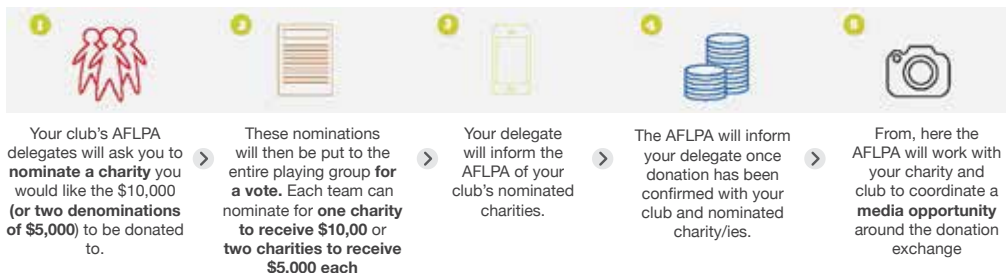 1
2
3
4
5
Your club's AFLPA
delegates will ask you to
nominate a charity you
would like the $10,000
(or two denominations
of $5,000) to be donated
to.
These nominations
will then be put to the
entire playing group for
a vote. Each team can
nominate for one charity
to receive $10,00 or
two charities to receive
$5,000 each
Your delegate
will inform the
AFLPA of your
club's nominated
charities.
The AFLPA will inform
your delegate once
donation has been
confirmed with your
club and nominated
charity/ies.
From, here the
AFLPA will work with
your charity and
club to coordinate a
media opportunity
around the donation
exchange